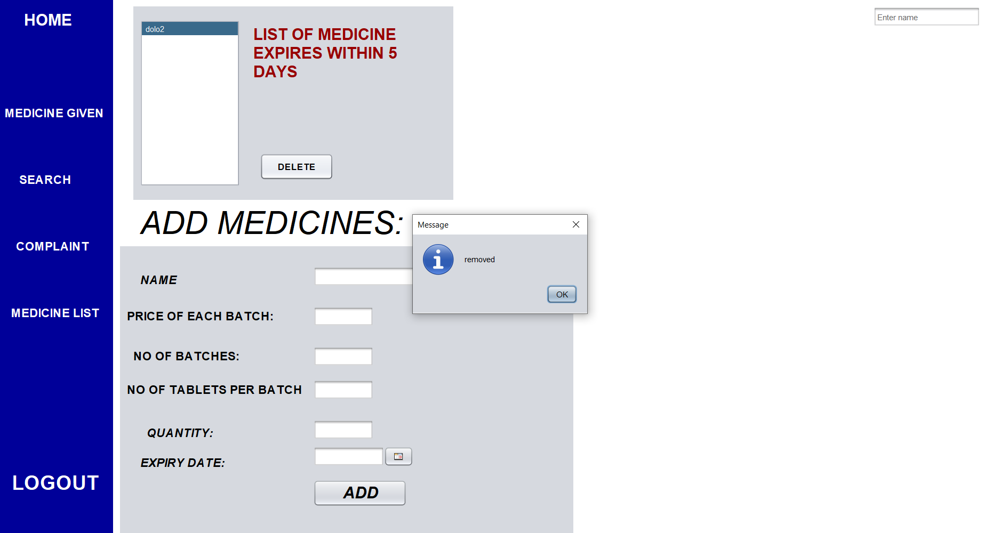 HOME
MEDICINE GIVEN
SEARCH
COMPLAINT
MEDICINE LIST
LOGOUT
dolo2
LIST OF MEDICINE
EXPIRES WITHIN 5
DAYS
DELETE
Enter name
ADD MEDICINES:
Message
removed
OK
NAME
PRICE OF EACH BATCH:
NO OF BATCHES:
NO OF TABLETS PER BATCH
QUANTITY:
EXPIRY DATE:
ADD